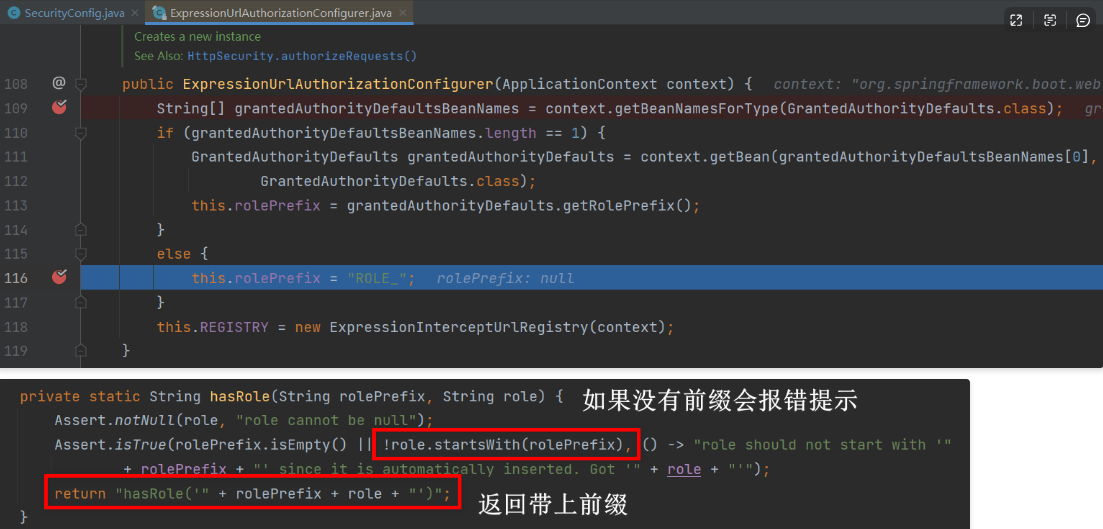 SecurityConfig.java × ExpressionUrlAuthorizationConfigurer.java ×
Creates a new instance
See Also: HttpSecurity.authorizeRequests()
108 @ public ExpressionUrlAuthorizationConfigurer(ApplicationContext context) { context: "org.springframework.boot.web
109 String[] grantedAuthorityDefaultsBeanNames = context.getBeanNamesForType(GrantedAuthorityDefaults.class); gr
110 if (grantedAuthorityDefaultsBeanNames.length == 1) {
111 GrantedAuthorityDefaults grantedAuthorityDefaults = context.getBean(grantedAuthorityDefaultsBeanNames[0],
112 GrantedAuthorityDefaults.class);
113 this.rolePrefix = grantedAuthorityDefaults.getRolePrefix();
114 }
115 else {
116 this.rolePrefix = "ROLE_"; rolePrefix: null
117 }
118 this.REGISTRY = new ExpressionInterceptUrlRegistry(context);
119 }
private static String hasRole(String rolePrefix, String role) { 如果没有前缀会报错提示
Assert.notNull(role, "role cannot be null");
Assert.isTrue(rolePrefix.isEmpty() || !role.startsWith(rolePrefix), () -> "role should not start with '"
+ rolePrefix + "' since it is automatically inserted. Got '" + role + "'");
return "hasRole('" + rolePrefix + role + "')"; 返回带上前缀
}